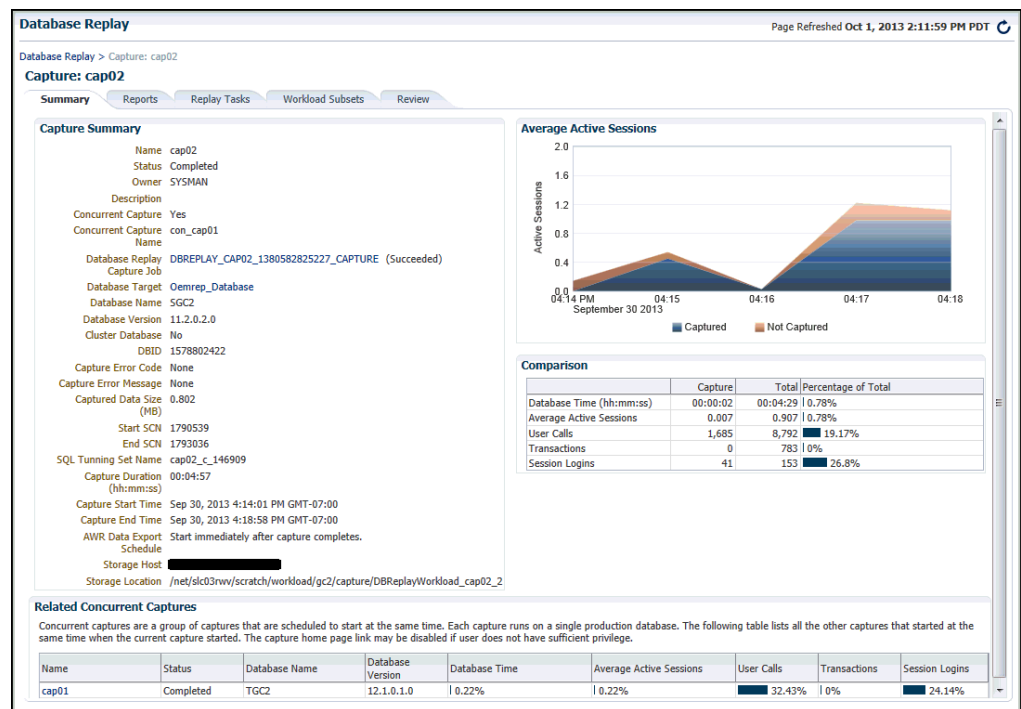 Database Replay
Page Refreshed Oct 1, 2013 2:11:59 PM PDT
Database Replay > Capture: cap02
Capture: cap02
Summary Reports Replay Tasks Workload Subsets Review
Capture Summary
Name cap02
Status Completed
Owner SYSMAN
Description
Concurrent Capture Yes
Concurrent Capture con_cap01
Name
Database Replay DBREPLAY_CAP02_1380582825227_CAPTURE (Succeeded)
Capture Job
Database Target Oemrep_Database
Database Name SGC2
Database Version 11.2.0.2.0
Cluster Database No
DBID 1578802422
Capture Error Code None
Capture Error Message None
Captured Data Size 0.802
(MB)
Start SCN 1790539
End SCN 1793036
SQL Tunning Set Name cap02_c_146909
Capture Duration 00:04:57
(hh:mm:ss)
Capture Start Time Sep 30, 2013 4:14:01 PM GMT-07:00
Capture End Time Sep 30, 2013 4:18:58 PM GMT-07:00
AWR Data Export Start immediately after capture completes.
Schedule
Storage Host
Storage Location /net/slc03rwv/scratch/workload/gc2/capture/DBReplayWorkload_cap02_2
Average Active Sessions
2.0
1.6
1.2
0.8
0.4
0.0
Active Sessions
04:14 PM 04:15 04:16 04:17 04:18
September 30 2013
Captured Not Captured
Comparison
Capture Total Percentage of Total
Database Time (hh:mm:ss) 00:00:02 00:04:29 0.78%
Average Active Sessions 0.007 0.907 0.78%
User Calls 1,685 8,792 19.17%
Transactions 0 783 0%
Session Logins 41 153 26.8%
Related Concurrent Captures
Concurrent captures are a group of captures that are scheduled to start at the same time. Each capture runs on a single production database. The following table lists all the other captures that started at the
same time when the current capture started. The capture home page link may be disabled if user does not have sufficient privilege.
Name Status Database Name Database Version Database Time Average Active Sessions User Calls Transactions Session Logins
cap01 Completed TGC2 12.1.0.1.0 0.22% 0.22% 32.43% 0% 24.14%